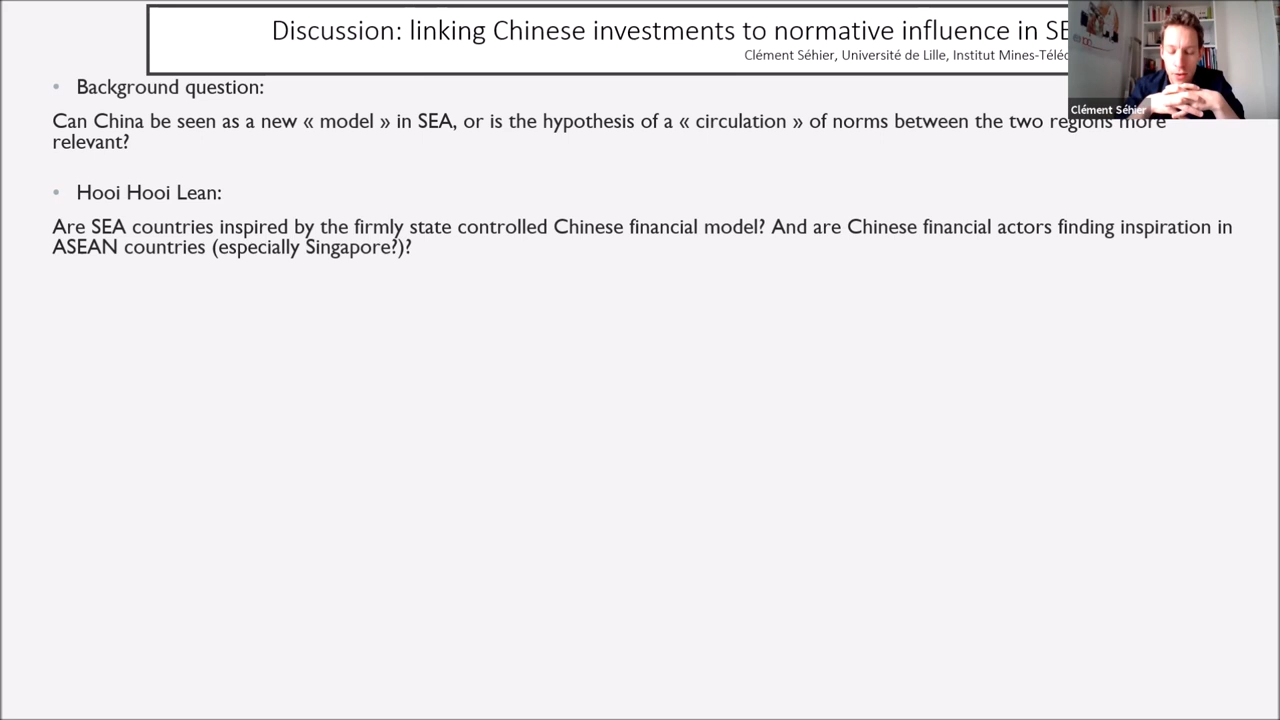 Discussion: linking Chinese investments to normative influence in SE
Clément Séhier, Université de Lille, Institut Mines-Téléc
Clément Séhier
• Background question:
Can China be seen as a new « model » in SEA, or is the hypothesis of a « circulation » of norms between the two regions more
relevant?
• Hooi Hooi Lean:
Are SEA countries inspired by the firmly state controlled Chinese financial model? And are Chinese financial actors finding inspiration in
ASEAN countries (especially Singapore?)?